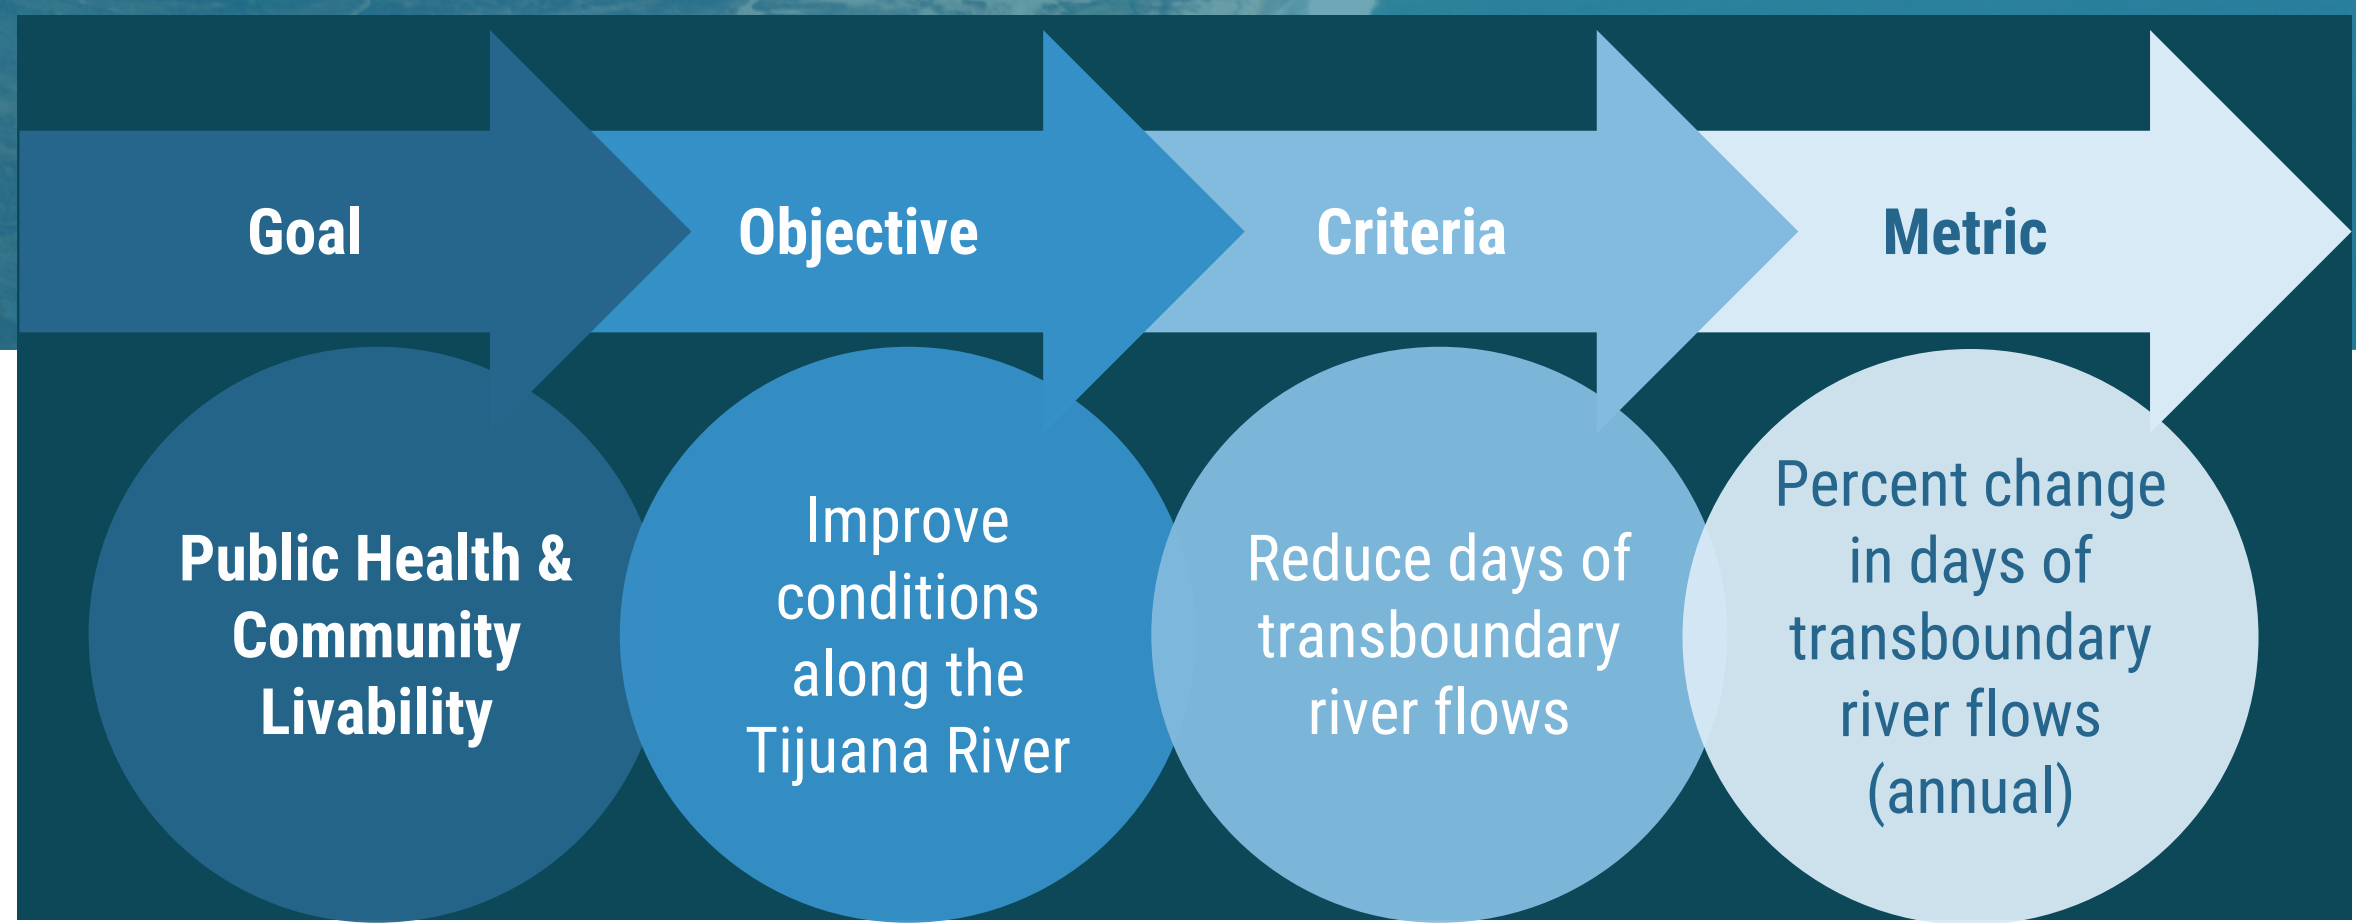 Goal
Objective
Criteria
Metric
Public Health &
Community
Livability
Improve
conditions
along the
Tijuana River
Reduce days of
transboundary
river flows
Percent change
in days of
transboundary
river flows
(annual)